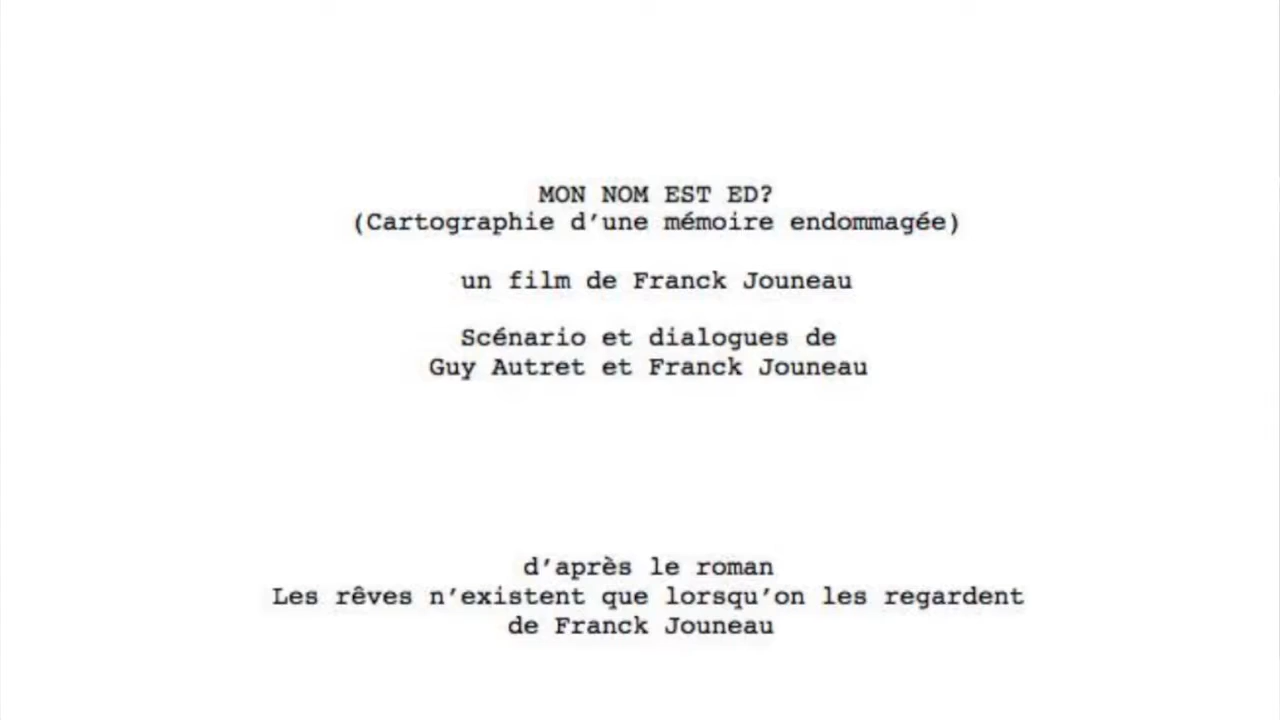 MON NOM EST ED?
(Cartographie d’une mémoire endommagée)
un film de Franck Jouneau
Scénario et dialogues de
Guy Autret et Franck Jouneau
d’après le roman
Les rêves n’existent que lorsqu’on les regardent
de Franck Jouneau